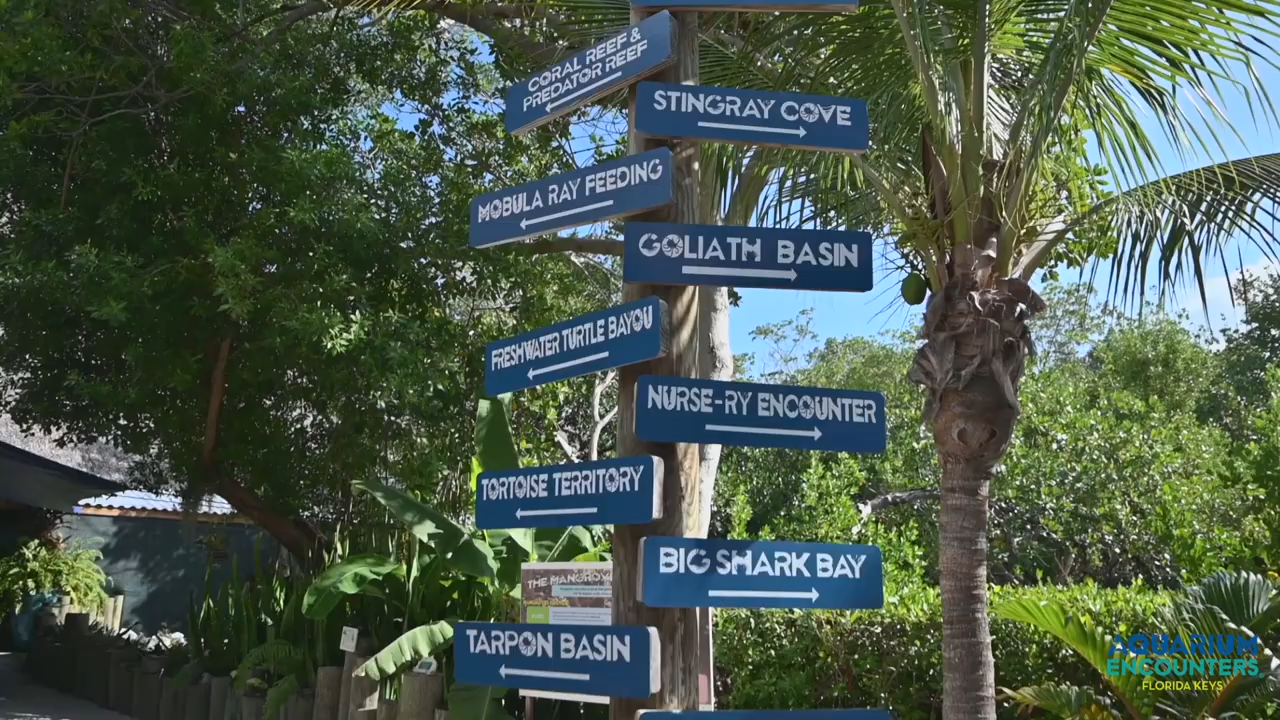 CORAL REEF &
PREDATOR REEF
STINGRAY COVE
MOBULA RAY FEEDING
GOLIATH BASIN
FRESHWATER TURTLE BAYOU
NURSE-RY ENCOUNTER
TORTOISE TERRITORY
BIG SHARK BAY
THE MANGROV
TARPON BASIN
AQUARIUM
ENCOUNTERS
FLORIDA KEYS